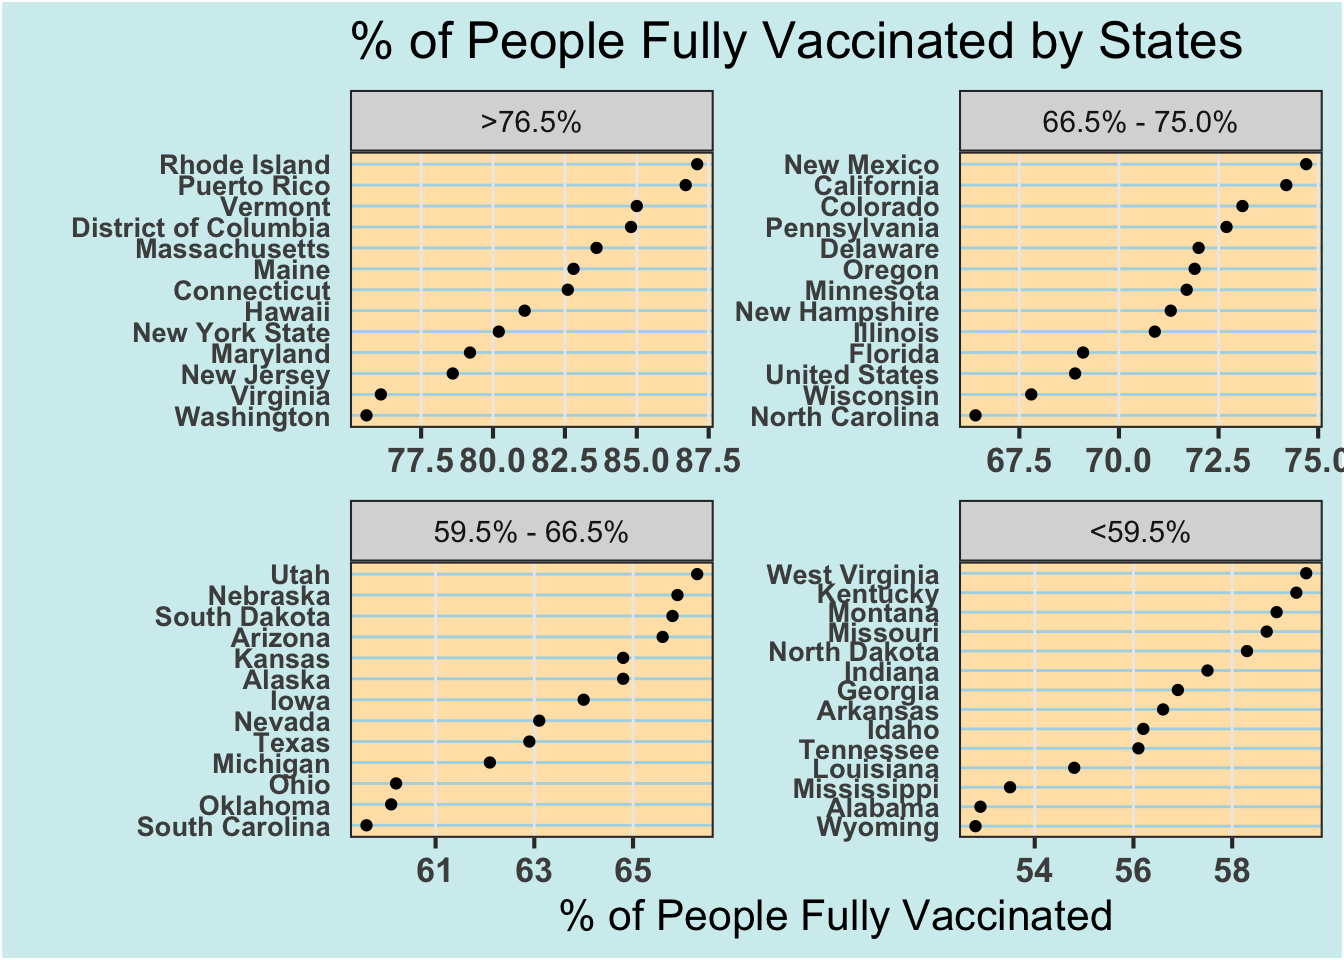 % of People Fully Vaccinated by States
>76.5%
Rhode Island
Puerto Rico
Vermont
District of Columbia
Massachusetts
Maine
Connecticut
Hawaii
New York State
Maryland
New Jersey
Virginia
Washington
77.5 80.0 82.5 85.0 87.5
66.5% - 75.0%
New Mexico
California
Colorado
Pennsylvania
Delaware
Oregon
Minnesota
New Hampshire
Illinois
Florida
United States
Wisconsin
North Carolina
67.5 70.0 72.5 75.0
59.5% - 66.5%
Utah
Nebraska
South Dakota
Arizona
Kansas
Alaska
Iowa
Nevada
Texas
Michigan
Ohio
Oklahoma
South Carolina
61 63 65
<59.5%
West Virginia
Kentucky
Montana
Missouri
North Dakota
Indiana
Georgia
Arkansas
Idaho
Tennessee
Louisiana
Mississippi
Alabama
Wyoming
54 56 58
% of People Fully Vaccinated